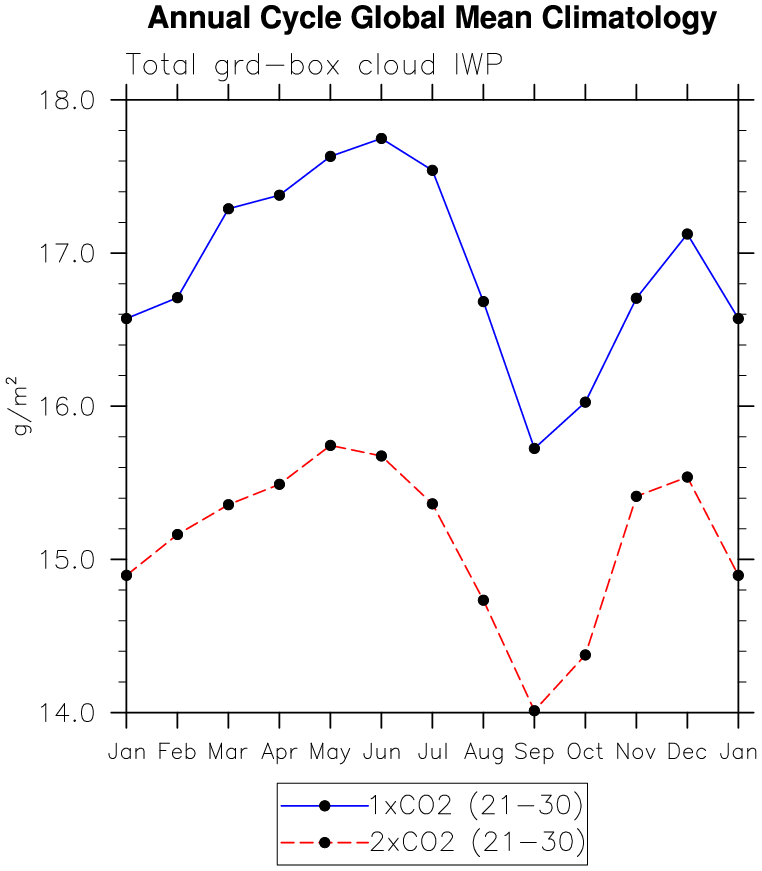 Annual Cycle Global Mean Climatology
Total grd-box cloud IWP
18.0
17.0
16.0
15.0
14.0
g/m²
Jan Feb Mar Apr May Jun Jul Aug Sep Oct Nov Dec Jan
1xCO2 (21-30)
2xCO2 (21-30)